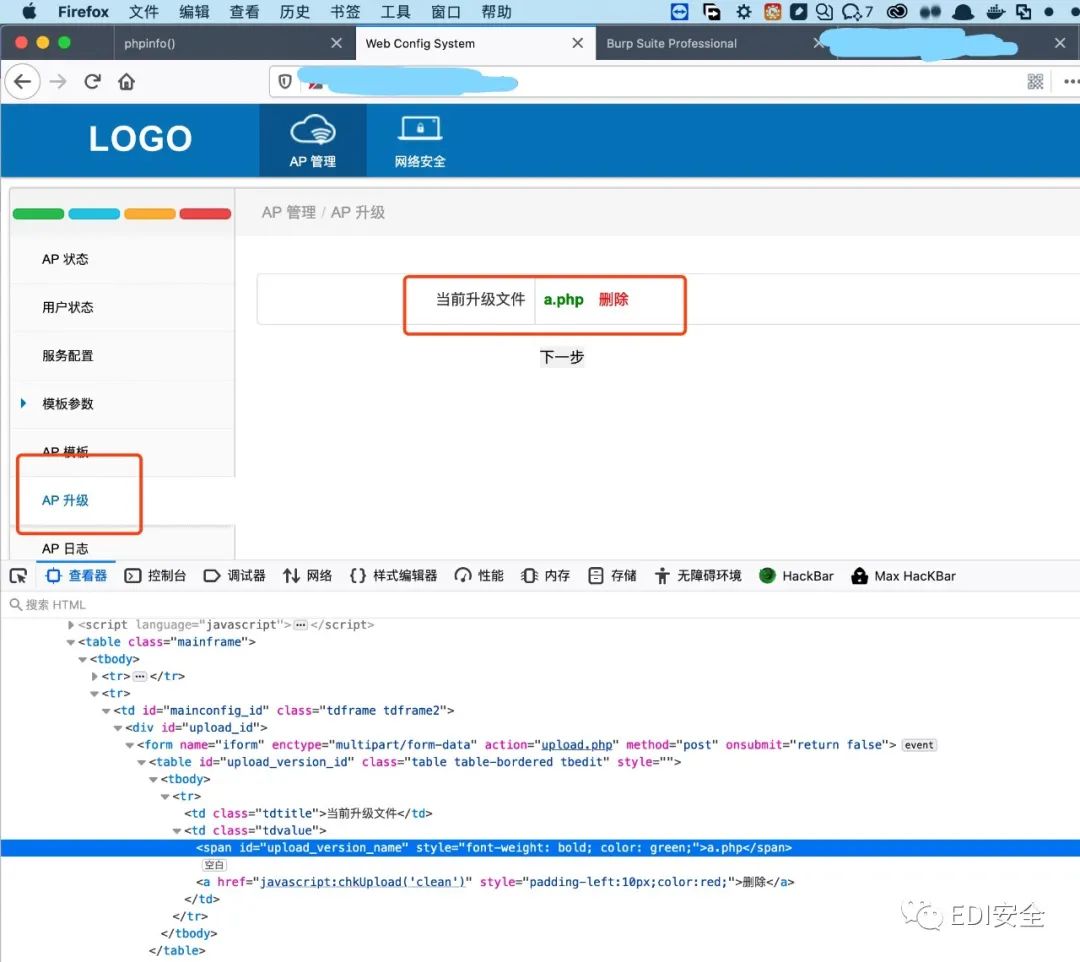 Firefox 文件 编辑 查看 历史 书签 工具 窗口 帮助 7
phpinfo() Web Config System Burp Suite Professional
LOGO
AP 管理 网络安全
AP 管理 / AP 升级
AP 状态
用户状态
服务配置
模板参数
AP 模板
AP 升级
AP 日志
当前升级文件 a.php 删除
下一步
查看器 控制台 调试器 网络 {} 样式编辑器 性能 内存 存储 无障碍环境 HackBar Max HacKBar
搜索 HTML
<script language="javascript">…</script>
<table class="mainframe">
<tbody>
<tr>…</tr>
<tr>
<td id="mainconfig_id" class="tdframe tdframe2">
<div id="upload_id">
<form name="iform" enctype="multipart/form-data" action="upload.php" method="post" onsubmit="return false"> event
<table id="upload_version_id" class="table table-bordered tbedit" style="">
<tbody>
<tr>
<td class="tdtitle">当前升级文件</td>
<td class="tdvalue">
<span id="upload_version_name" style="font-weight: bold; color: green;">a.php</span>
空白
<a href="javascript:chkUpload('clean')" style="padding-left:10px;color:red;">删除</a>
</td>
</tr>
</tbody>
</table>
EDI安全